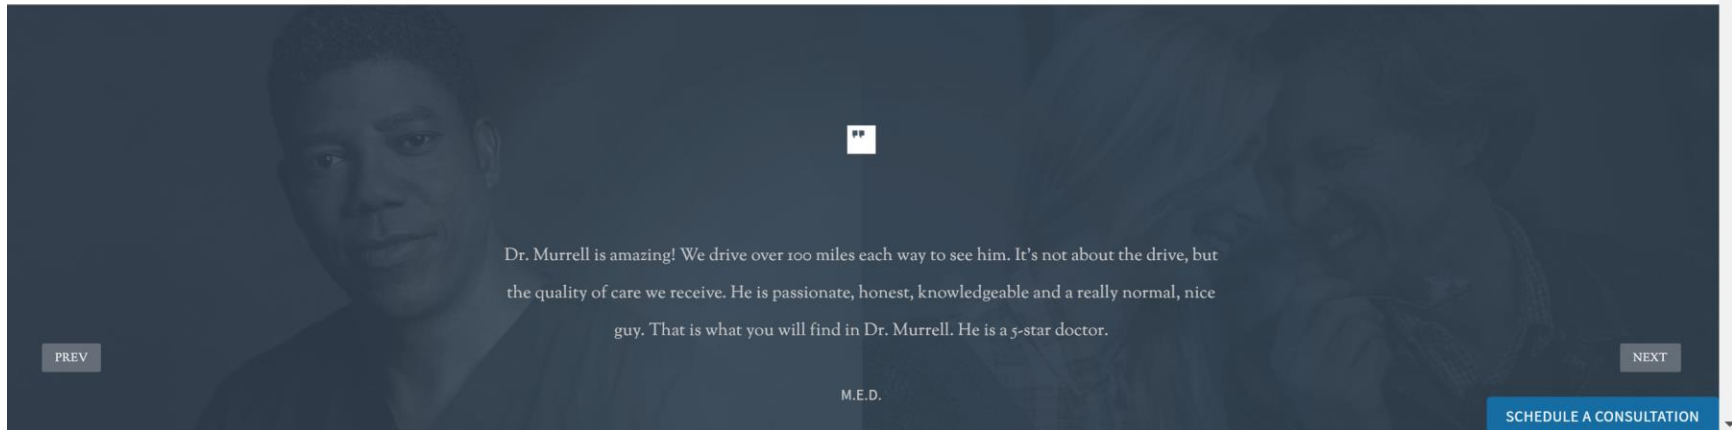 "
Dr. Murrell is amazing! We drive over 100 miles each way to see him. It's not about the drive, but
the quality of care we receive. He is passionate, honest, knowledgeable and a really normal, nice
guy. That is what you will find in Dr. Murrell. He is a 5-star doctor.
PREV
NEXT
M.E.D.
SCHEDULE A CONSULTATION